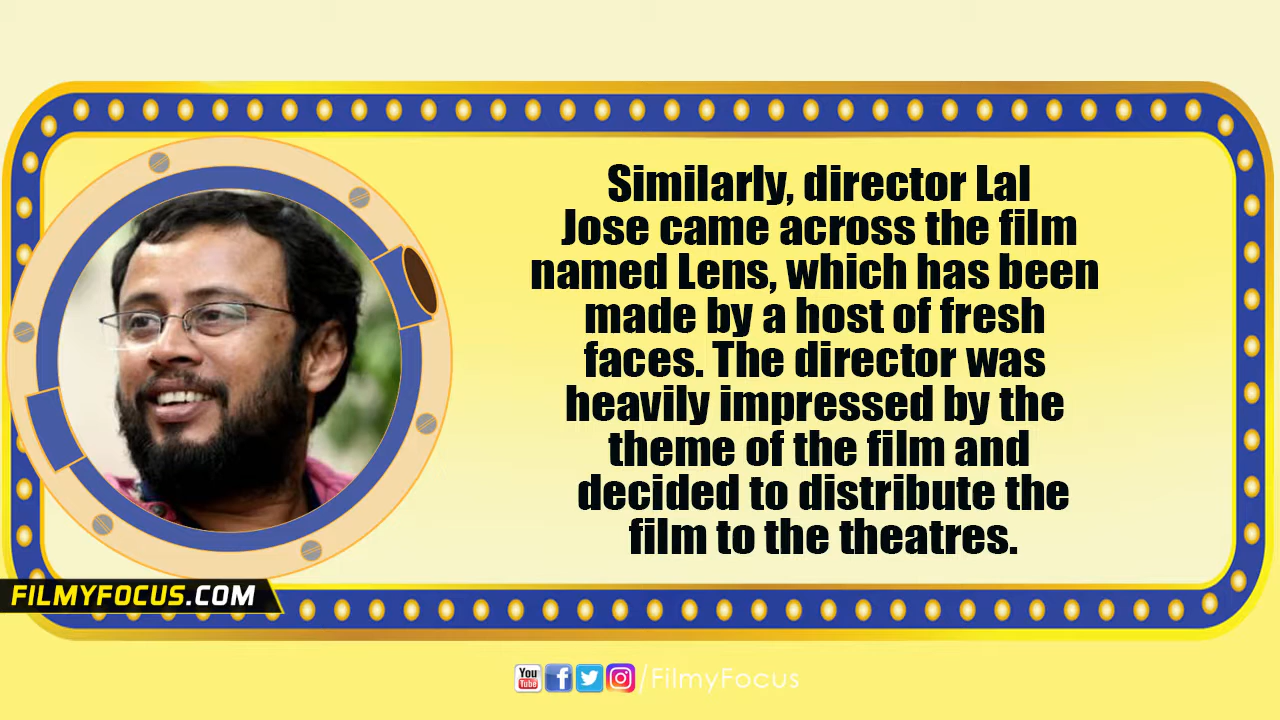 Similarly, director Lal
Jose came across the film
named Lens, which has been
made by a host of fresh
faces. The director was
heavily impressed by the
theme of the film and
decided to distribute the
film to the theatres.
FILMYFOCUS.COM
You
Tube
/FilmyFocus